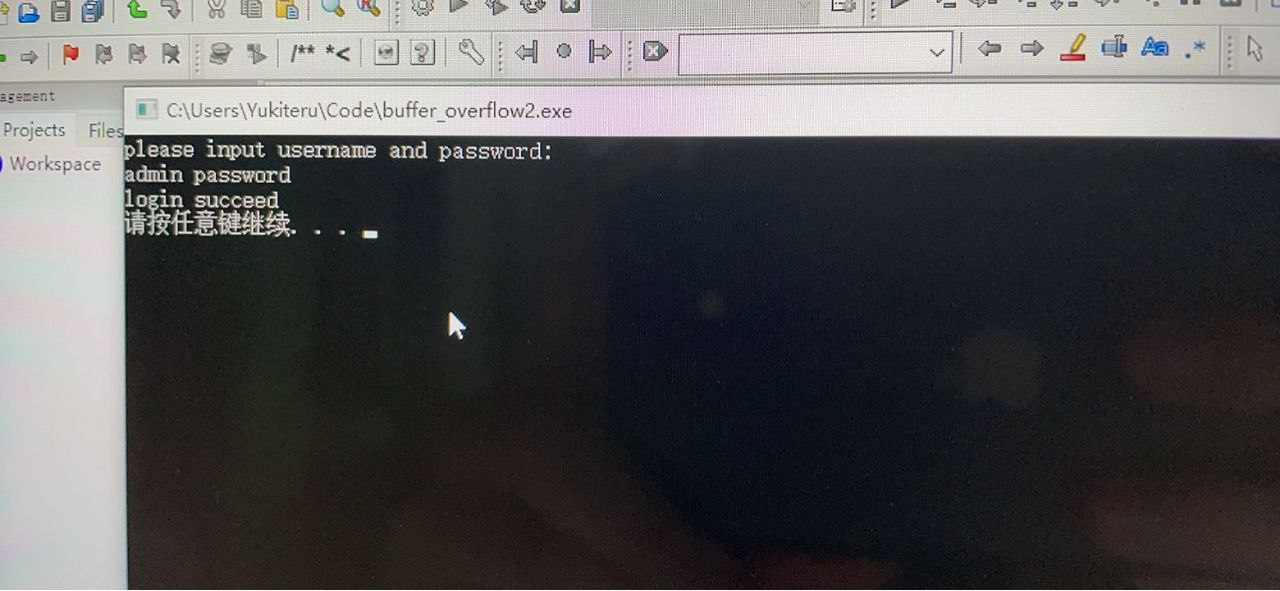 /** *<
agement
C:\Users\Yukiteru\Code\buffer_overflow2.exe
Projects Files
Workspace
please input username and password:
admin password
login succeed
请按任意键继续. . .